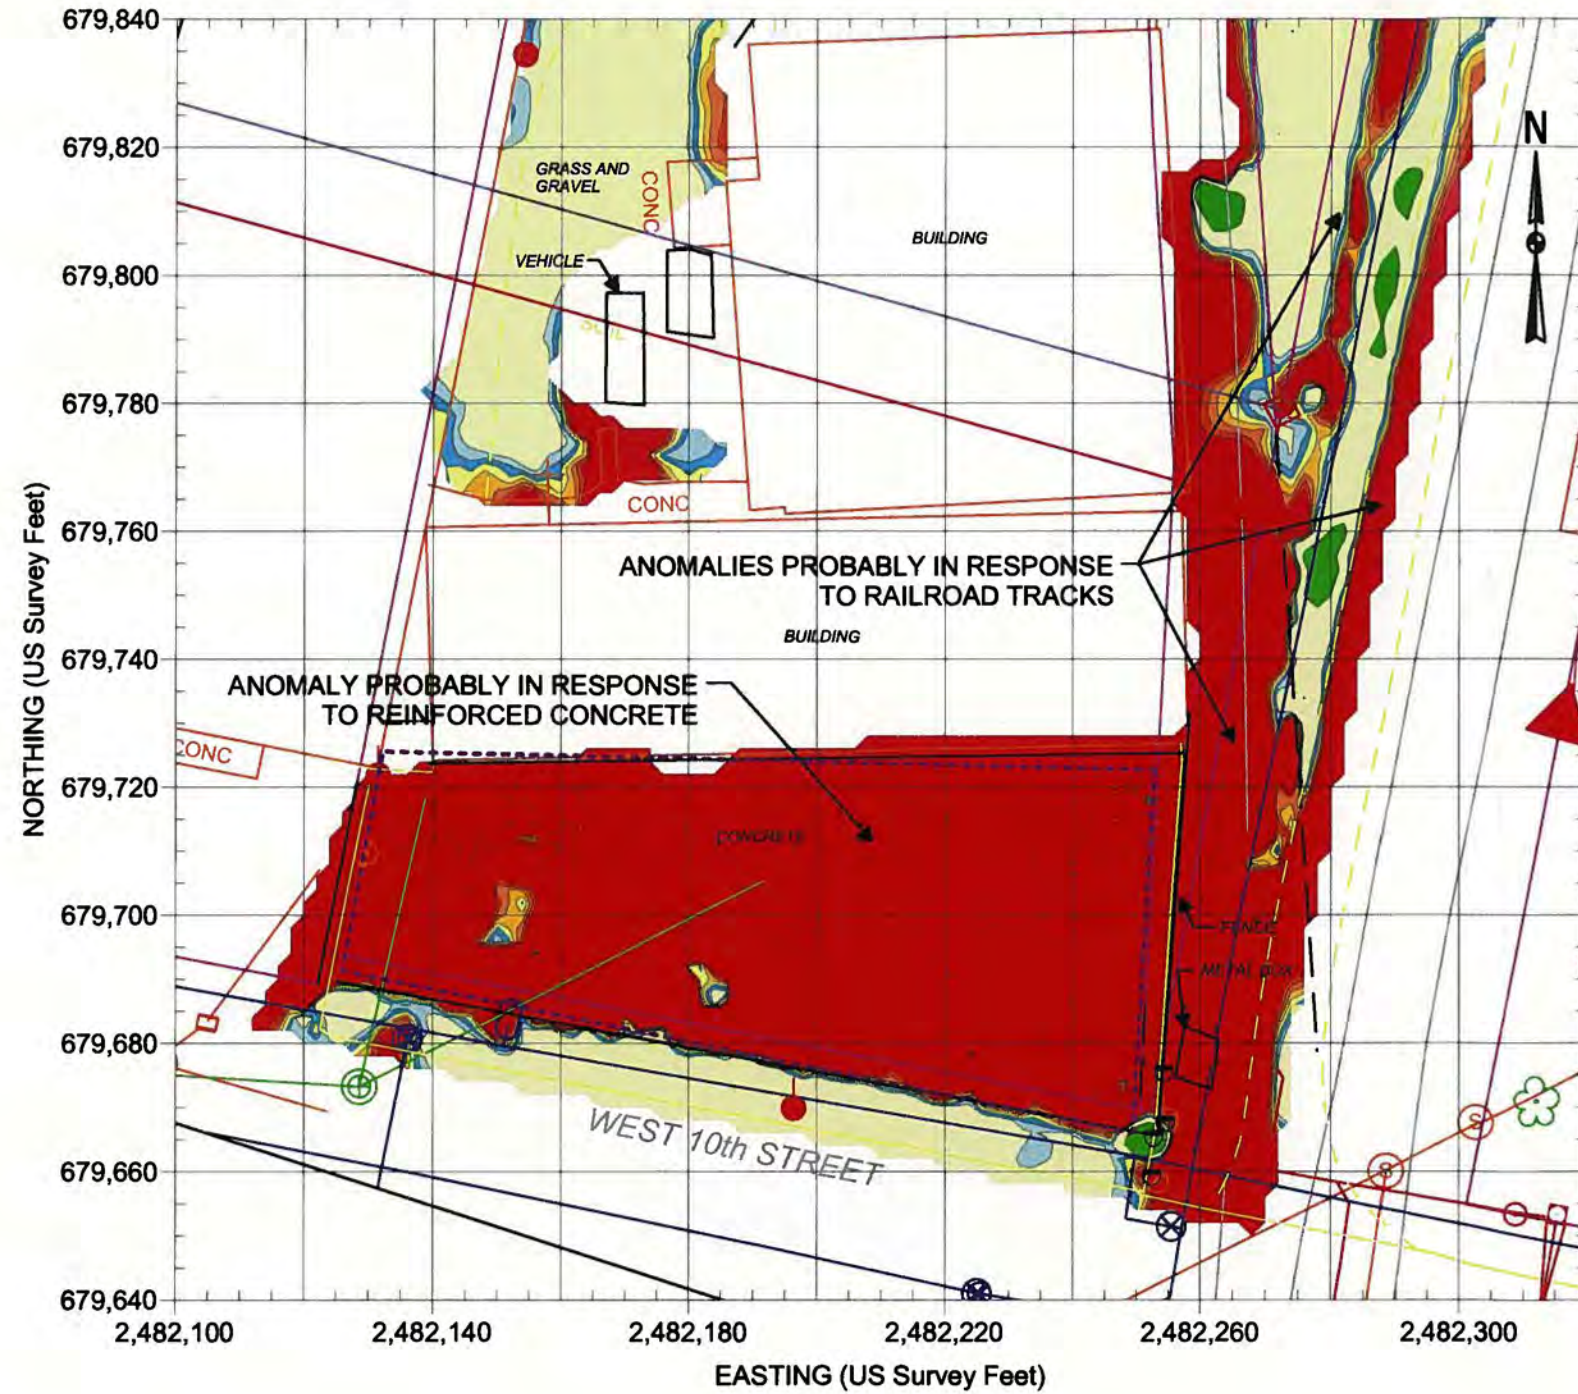 679,840
679,820
679,800
679,780
679,760
679,740
679,720
679,700
679,680
679,660
679,640
NORTHING (US Survey Feet)
N
GRASS AND
GRAVEL
CONC
BUILDING
VEHICLE
SOIL
CONC
ANOMALIES PROBABLY IN RESPONSE
TO RAILROAD TRACKS
BUILDING
ANOMALY PROBABLY IN RESPONSE
TO REINFORCED CONCRETE
CONC
CONCRETE
FENCE
METAL BOX
WEST 10th STREET
S
S
2,482,100
2,482,140
2,482,180
2,482,220
2,482,260
2,482,300
EASTING (US Survey Feet)